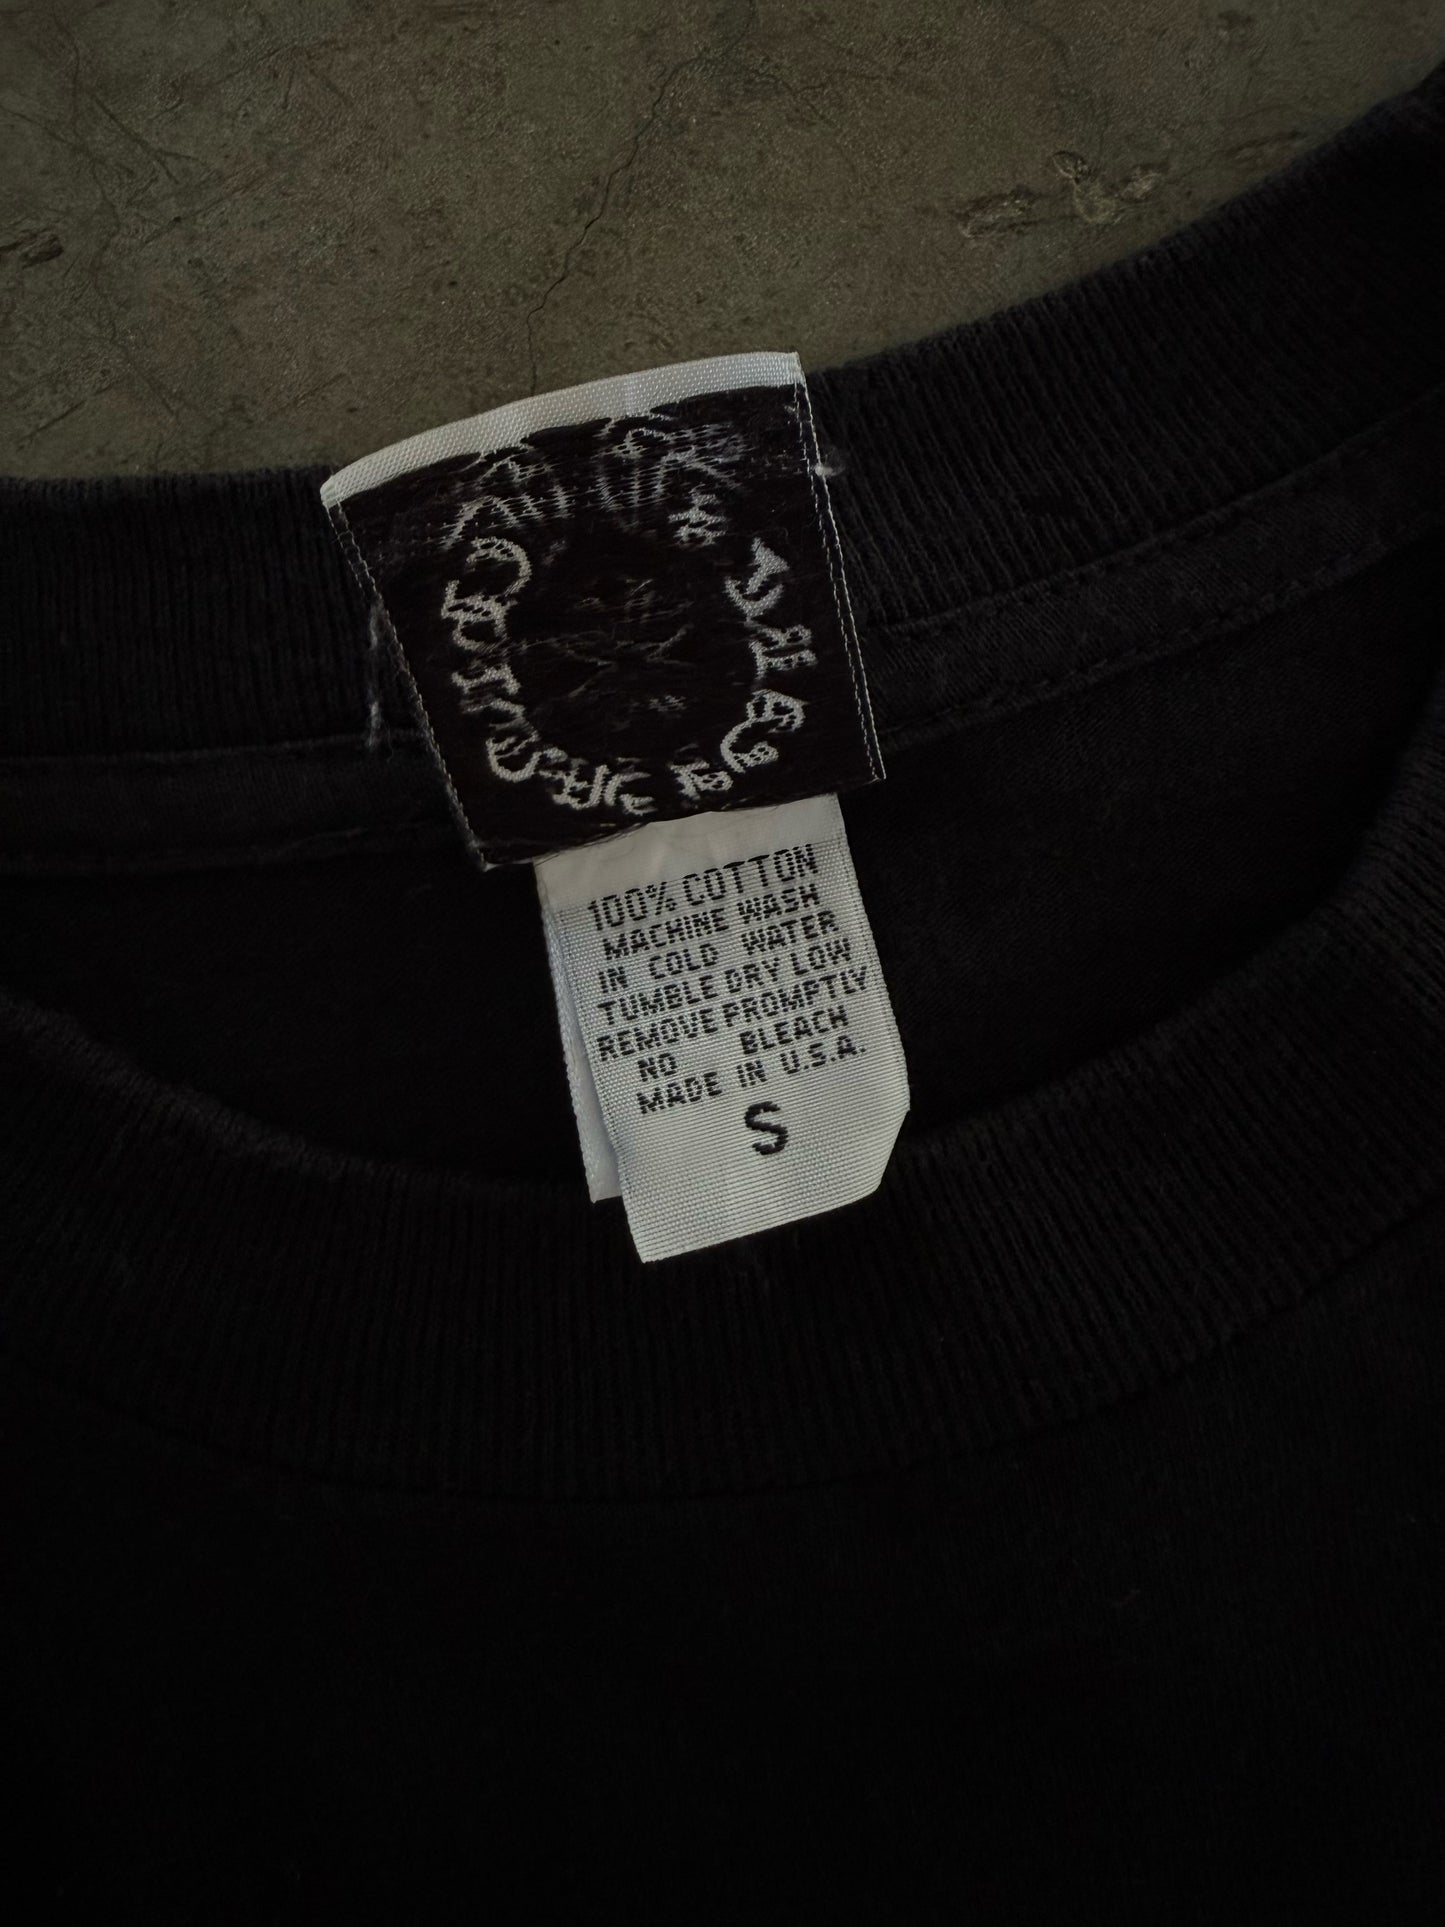 100% COTTON
MACHINE WASH
IN COLD WATER
TUMBLE DRY LOW
REMOVE PROMPTLY
NO BLEACH
MADE IN U.S.A.
S